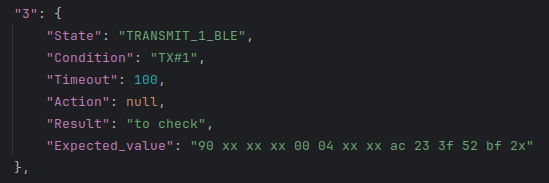 "3": {
"State": "TRANSMIT_1_BLE",
"Condition": "TX#1",
"Timeout": 100,
"Action": null,
"Result": "to check",
"Expected_value": "90 xx xx xx 00 04 xx xx ac 23 3f 52 bf 2x"
},